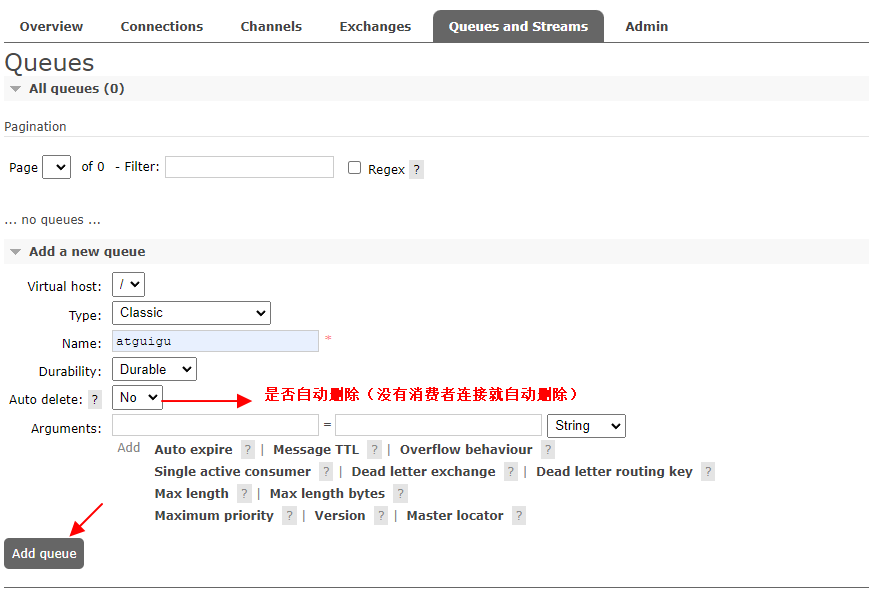 Overview Connections Channels Exchanges Queues and Streams Admin
Queues
All queues (0)
Pagination
Page of 0 - Filter: Regex ?
... no queues ...
Add a new queue
Virtual host: /
Type: Classic
Name: atguigu *
Durability: Durable
Auto delete: ? No 是否自动删除（没有消费者连接就自动删除）
Arguments: = String
Add Auto expire ? | Message TTL ? | Overflow behaviour ?
Single active consumer ? | Dead letter exchange ? | Dead letter routing key ?
Max length ? | Max length bytes ?
Maximum priority ? | Version ? | Master locator ?
Add queue